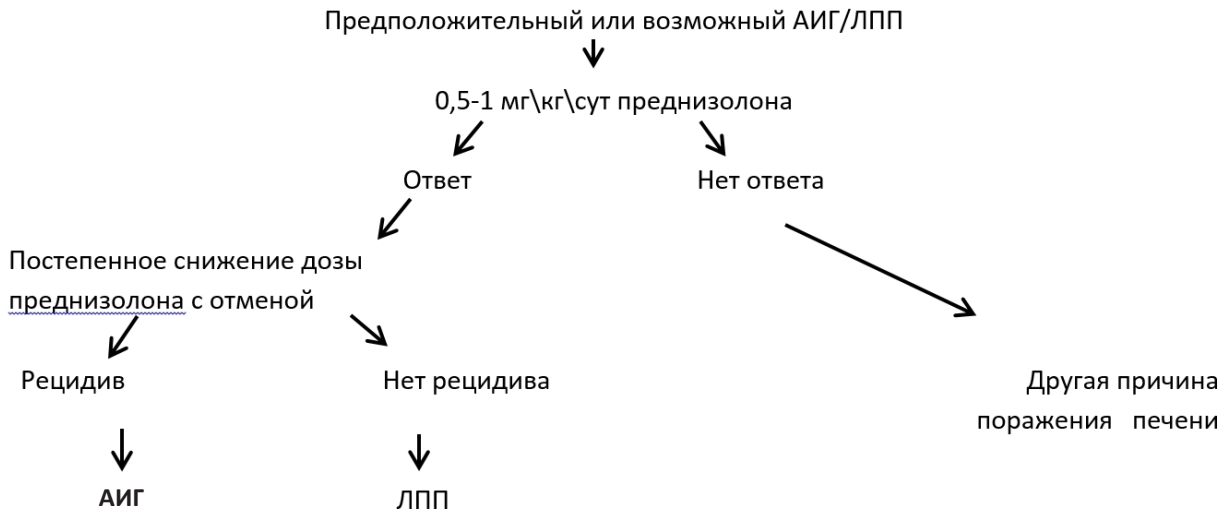 Предположительный или возможный АИГ/ЛПП
0,5-1 мг\кг\сут преднизолона
Ответ
Нет ответа
Постепенное снижение дозы
преднизолона с отменой
Рецидив
Нет рецидива
Другая причина
поражения печени
АИГ
ЛПП